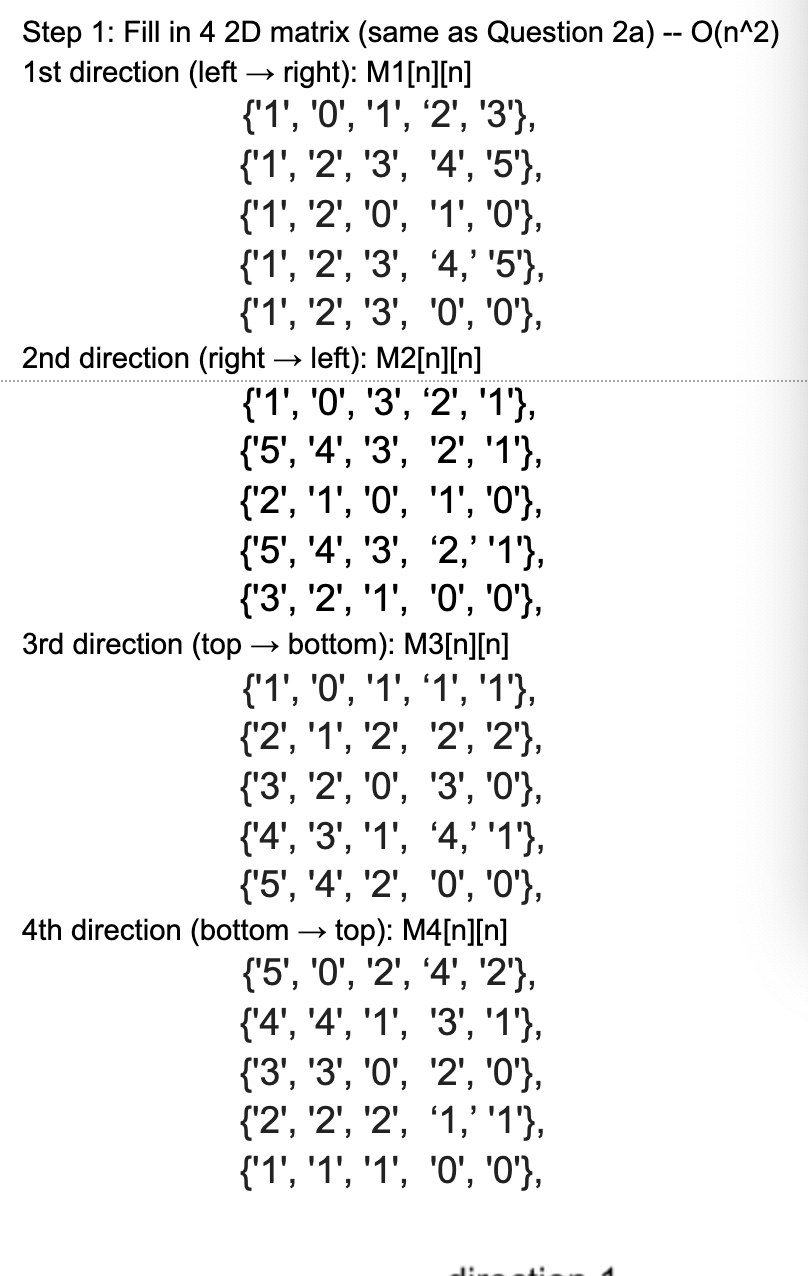 Step 1: Fill in 4 2D matrix (same as Question 2a) -- O(n^2)
1st direction (left → right): M1[n][n]
{'1', '0', '1', ‘2', '3'},
{'1', '2', '3', '4', '5'},
{'1', '2', '0', '1', '0'},
{'1', '2', '3', ‘4,’ '5'},
{'1', '2', '3', '0', '0'},
2nd direction (right → left): M2[n][n]
{'1', '0', '3', ‘2', '1'},
{'5', '4', '3', '2', '1'},
{'2', '1', '0', '1', '0'},
{'5', '4', '3', ‘2,’ '1'},
{'3', '2', '1', '0', '0'},
3rd direction (top → bottom): M3[n][n]
{'1', '0', '1', ‘1', '1'},
{'2', '1', '2', '2', '2'},
{'3', '2', '0', '3', '0'},
{'4', '3', '1', ‘4,’ '1'},
{'5', '4', '2', '0', '0'},
4th direction (bottom → top): M4[n][n]
{'5', '0', '2', ‘4', '2'},
{'4', '4', '1', '3', '1'},
{'3', '3', '0', '2', '0'},
{'2', '2', '2', ‘1,’ '1'},
{'1', '1', '1', '0', '0'},
direction 1